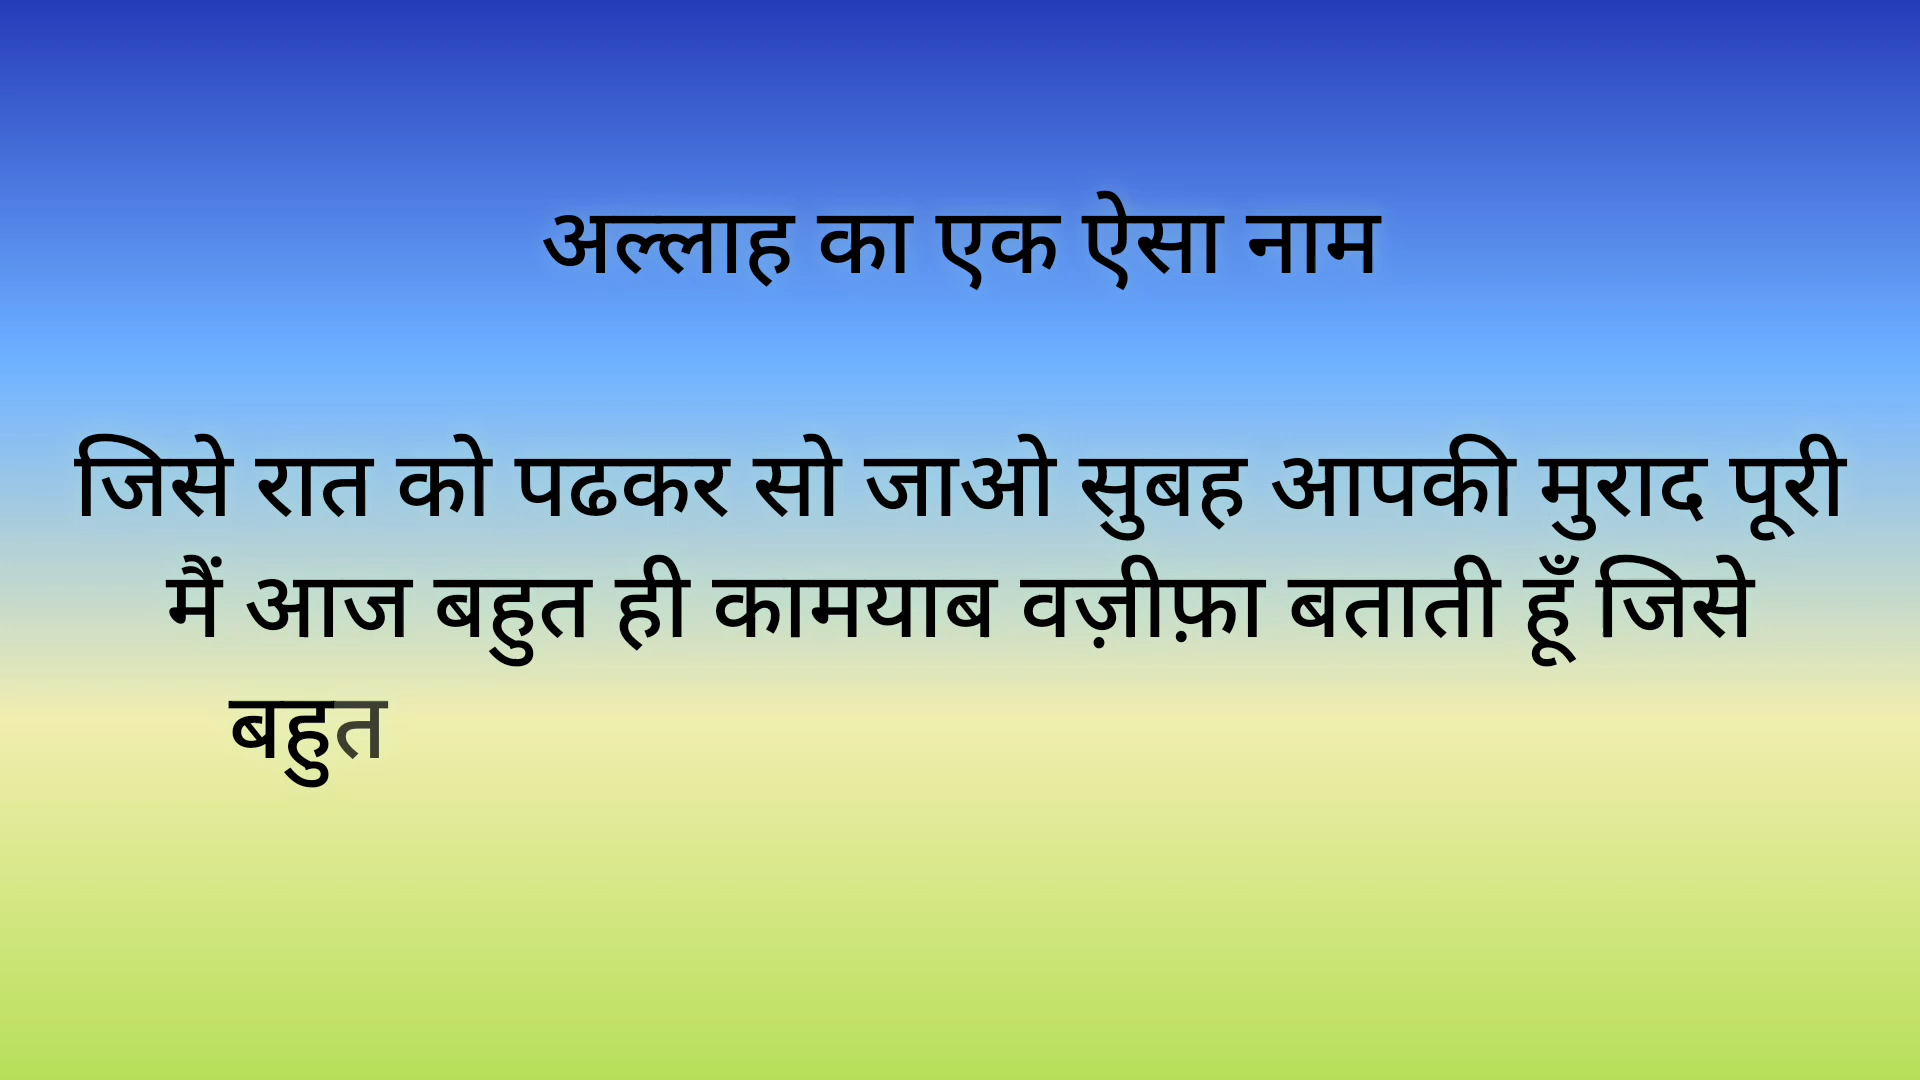 अल्लाह का एक ऐसा नाम
जिसे रात को पढकर सो जाओ सुबह आपकी मुराद पूरी
मैं आज बहुत ही कामयाब वज़ीफ़ा बताती हूँ जिसे
बहुत